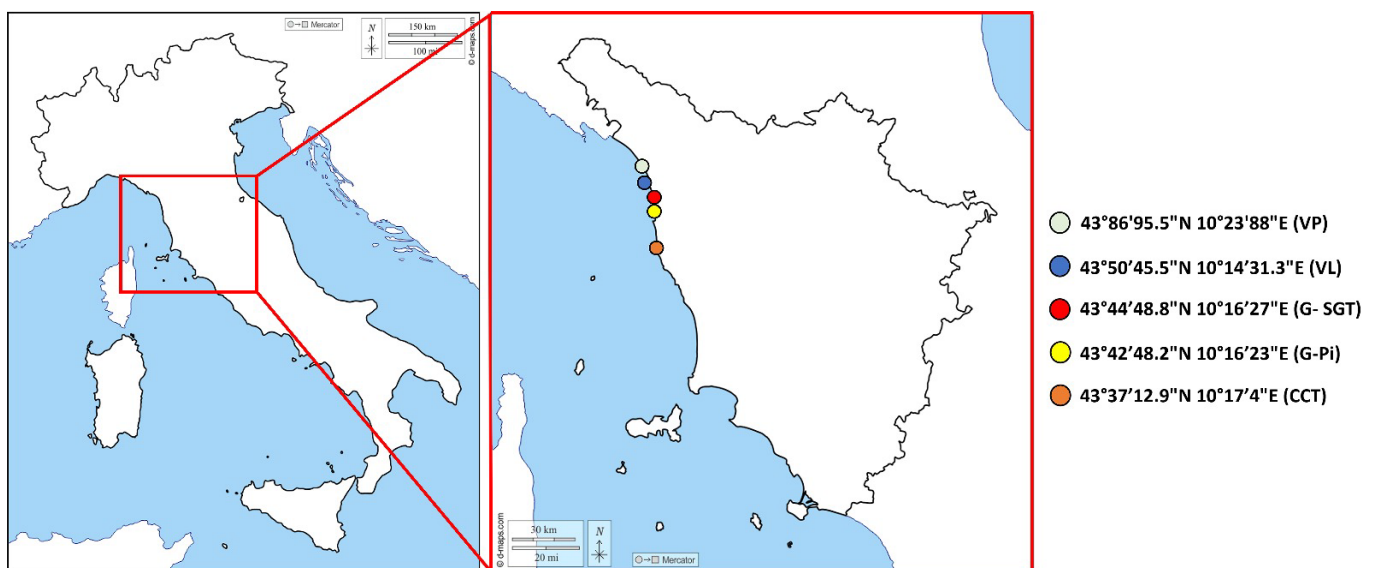 Mercator
N
150 km
100 mi
© d-maps.com
43°86'95.5"N 10°23'88"E (VP)
43°50’45.5"N 10°14’31.3"E (VL)
43°44’48.8"N 10°16’27"E (G- SGT)
43°42’48.2"N 10°16’23"E (G-Pi)
43°37’12.9"N 10°17’4"E (CCT)
© d-maps.com
30 km
20 mi
N
Mercator